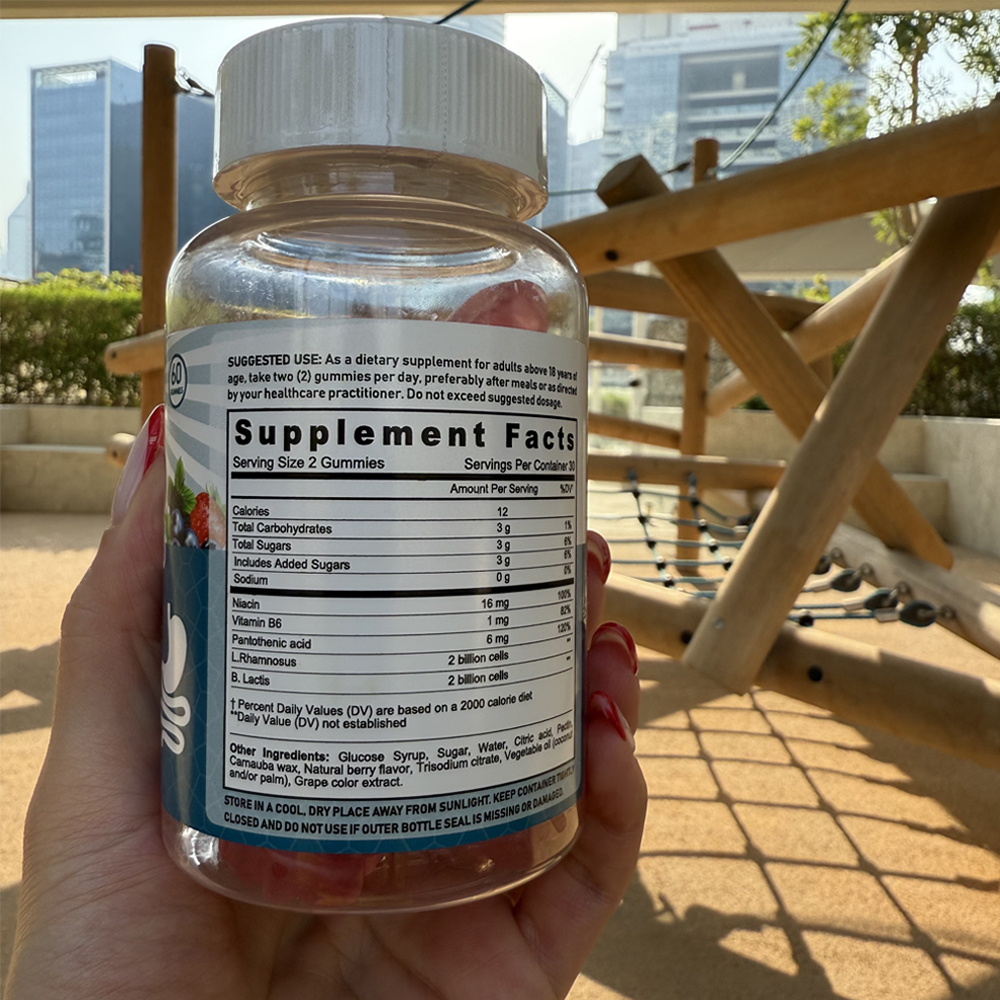 60
GUMMIES
SUGGESTED USE: As a dietary supplement for adults above 18 years of
age, take two (2) gummies per day, preferably after meals or as directed
by your healthcare practitioner. Do not exceed suggested dosage.
Supplement Facts
Serving Size 2 Gummies Servings Per Container 30
Amount Per Serving %DV*
Calories 12
Total Carbohydrates 3 g 1%
Total Sugars 3 g 6%
Includes Added Sugars 3 g 6%
Sodium 0 g 0%
Niacin 16 mg 100%
Vitamin B6 1 mg 82%
Pantothenic acid 6 mg 120%
L.Rhamnosus 2 billion cells **
B. Lactis 2 billion cells **
† Percent Daily Values (DV) are based on a 2000 calorie diet
**Daily Value (DV) not established
Other Ingredients: Glucose Syrup, Sugar, Water, Citric acid, Pectin,
Carnauba wax, Natural berry flavor, Trisodium citrate, Vegetable oil (coconut
and/or palm), Grape color extract.
STORE IN A COOL, DRY PLACE AWAY FROM SUNLIGHT. KEEP CONTAINER TIGHTLY
CLOSED AND DO NOT USE IF OUTER BOTTLE SEAL IS MISSING OR DAMAGED.